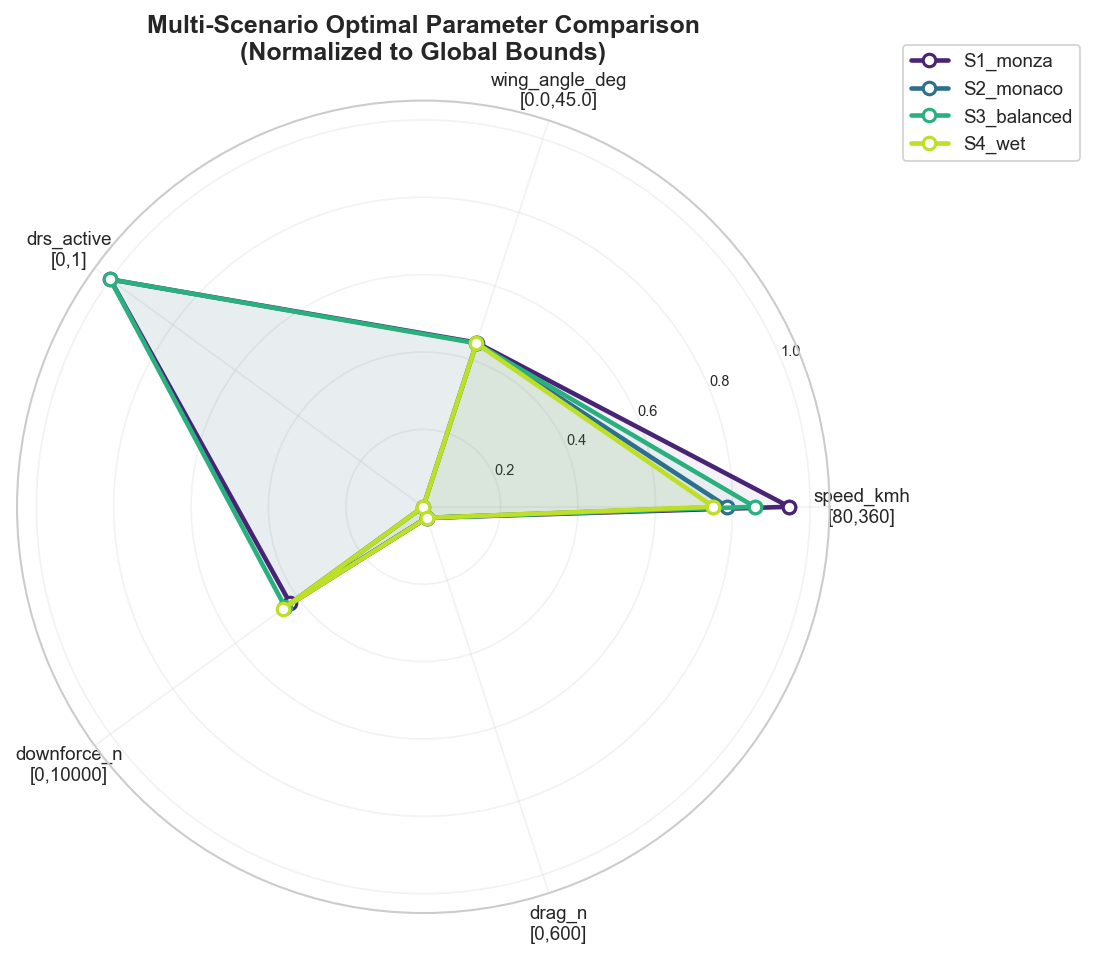 Multi-Scenario Optimal Parameter Comparison
(Normalized to Global Bounds)
S1_monza
S2_monaco
S3_balanced
S4_wet
wing_angle_deg
[0.0,45.0]
drs_active
[0,1]
1.0
0.8
0.6
0.4
0.2
speed_kmh
[80,360]
downforce_n
[0,10000]
drag_n
[0,600]